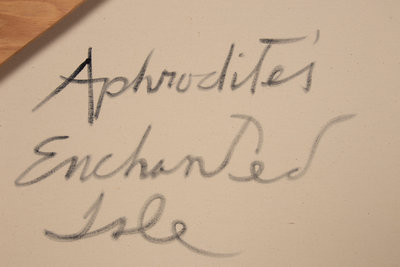 Aphrodite's
Enchanted
Isle